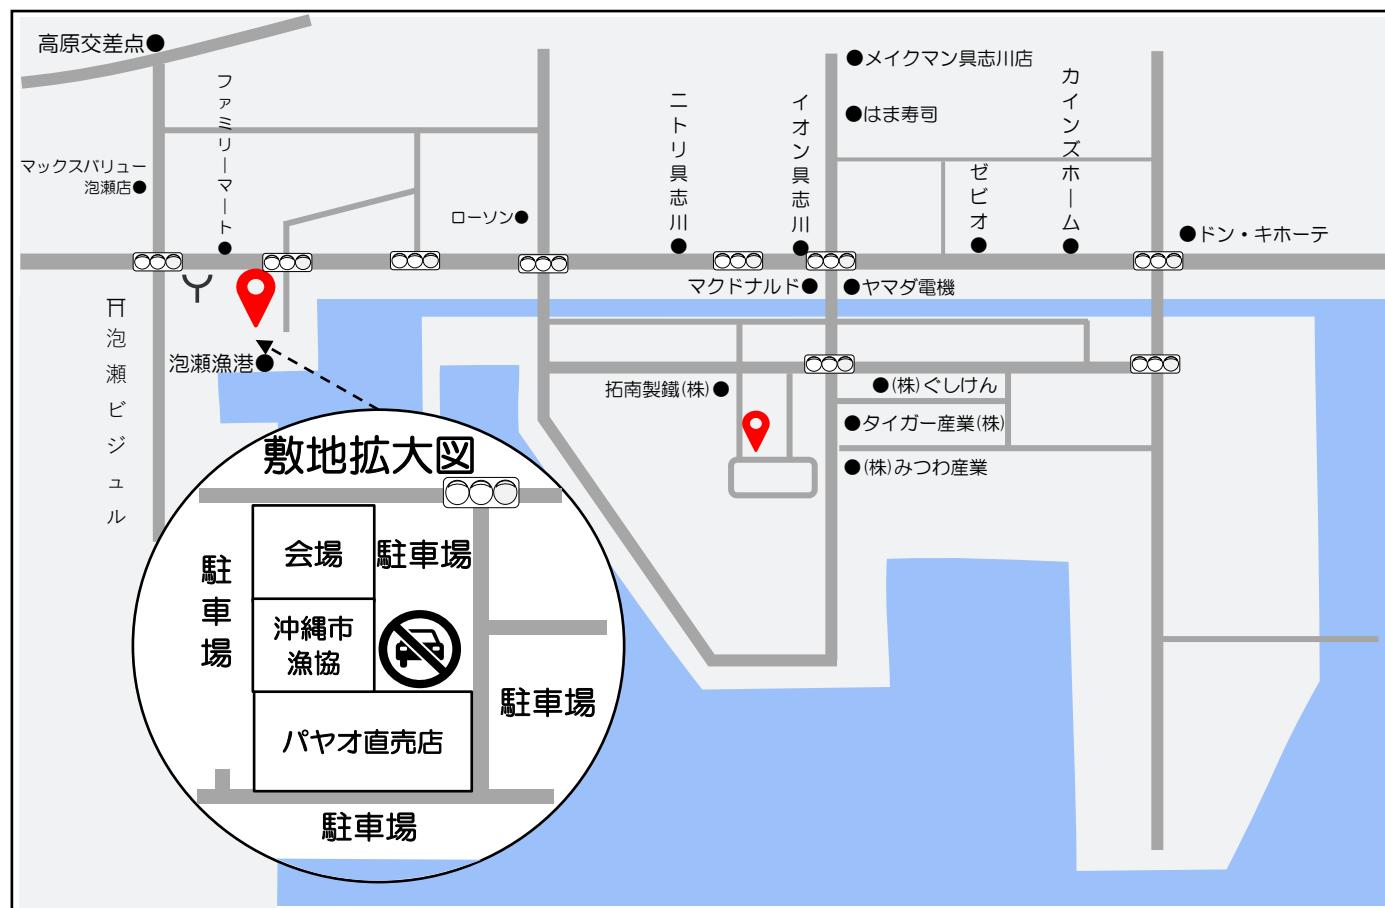 高原交差点
ファミリーマート
マックスバリュー
泡瀬店
ローソン
ニトリ具志川
イオン具志川
メイクマン具志川店
はま寿司
カインズホーム
ゼビオ
ドン・キホーテ
マクドナルド
ヤマダ電機
泡瀬ビジュル
泡瀬漁港
拓南製鐵(株)
(株)ぐしけん
タイガー産業(株)
(株)みつわ産業
敷地拡大図
会場
駐車場
駐車場
沖縄市
漁協
駐車場
パヤオ直売店
駐車場